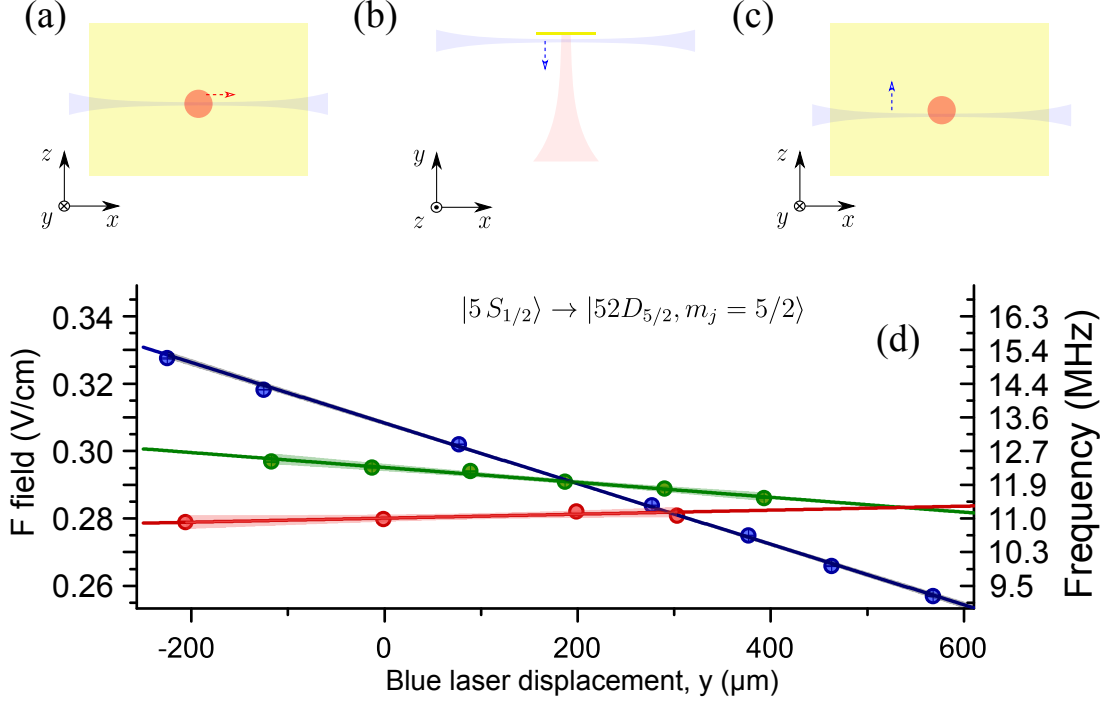 (a)
(b)
(c)
z
y
x
y
z
x
z
y
x
|5 S1/2⟩ → |52D5/2, mj = 5/2⟩
(d)
F field (V/cm)
0.34
0.32
0.30
0.28
0.26
Frequency (MHz)
16.3
15.4
14.4
13.6
12.7
11.9
11.0
10.3
9.5
-200
0
200
400
600
Blue laser displacement, y (μm)